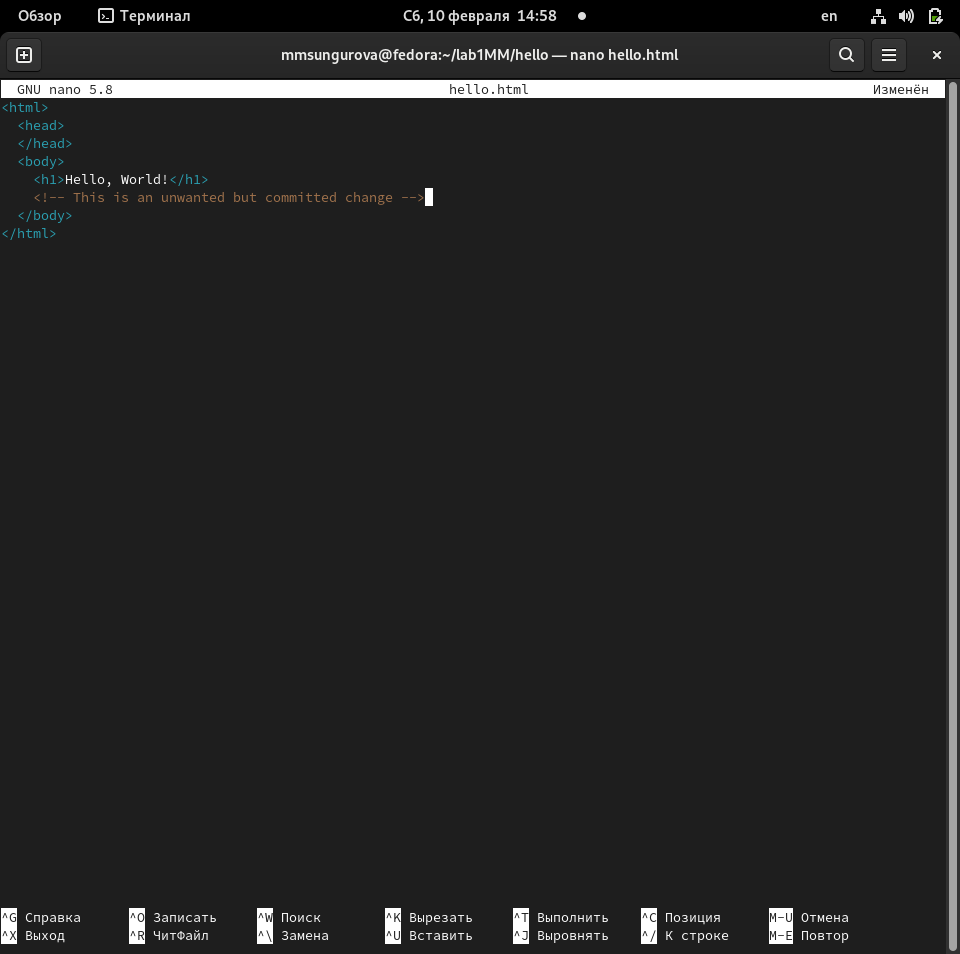 Обзор Терминал Сб, 10 февраля 14:58 en
mmsungurova@fedora:~/lab1MM/hello — nano hello.html
GNU nano 5.8 hello.html Изменён
<html>
  <head>
  </head>
  <body>
    <h1>Hello, World!</h1>
    <!-- This is an unwanted but committed change -->
  </body>
</html>
^G Справка ^O Записать ^W Поиск ^K Вырезать ^T Выполнить ^C Позиция M-U Отмена
^X Выход ^R ЧитФайл ^\ Замена ^U Вставить ^J Выровнять ^/ К строке M-E Повтор